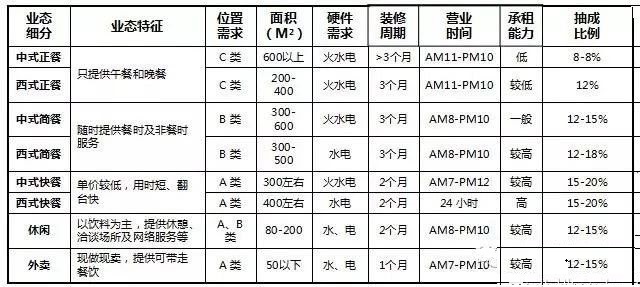 业态细分 业态特征 位置需求 面积（M²） 硬件需求 装修周期 营业时间 承租能力 抽成比例
中式正餐 只提供午餐和晚餐 C 类 600以上 火水电 >3个月 AM11-PM10 低 8-8%
西式正餐 C 类 200-400 火水电 3个月 AM11-PM10 较低 12%
中式简餐 随时提供餐时及非餐时服务 B 类 300-600 火水电 3个月 AM8-PM10 一般 12-15%
西式简餐 B 类 300-500 水电 3个月 AM8-PM10 较高 12-18%
中式快餐 单价较低，用时短、翻台快 A 类 300左右 火水电 2个月 AM7-PM12 较高 15-20%
西式快餐 A 类 400左右 水电 2个月 24 小时 高 15-20%
休闲 以饮料为主，提供休憩、洽谈场所及网络服务等 A、B类 80-200 水、电 2个月 AM8-PM10 较高 12-15%
外卖 现做现卖，提供可带走餐饮 A 类 50以下 水、电 1个月 AM7-PM10 较高 12-15%